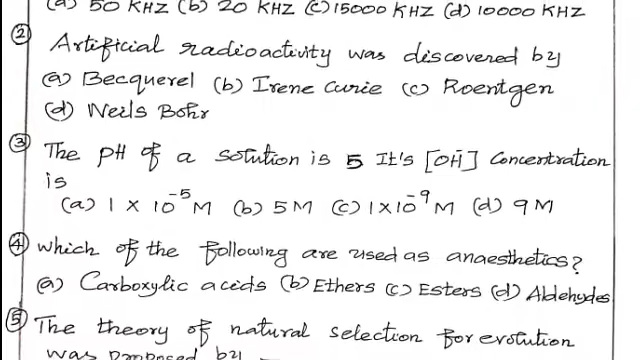 (a) 50 KHZ (b) 20 KHZ (c) 15000 KHZ (d) 10000 KHZ
② Artificial radioactivity was discovered by
(a) Becquerel (b) Irene Curie (c) Roentgen
(d) Neils Bohr
③ The pH of a solution is 5 It's [OH⁻] Concentration
is
(a) 1 × 10⁻⁵ M (b) 5 M (c) 1×10⁻⁹ M (d) 9 M
④ which of the following are used as anaesthetics?
(a) Carboxylic acids (b) Ethers (c) Esters (d) Aldehydes
⑤ The theory of natural selection for evolution
was proposed by